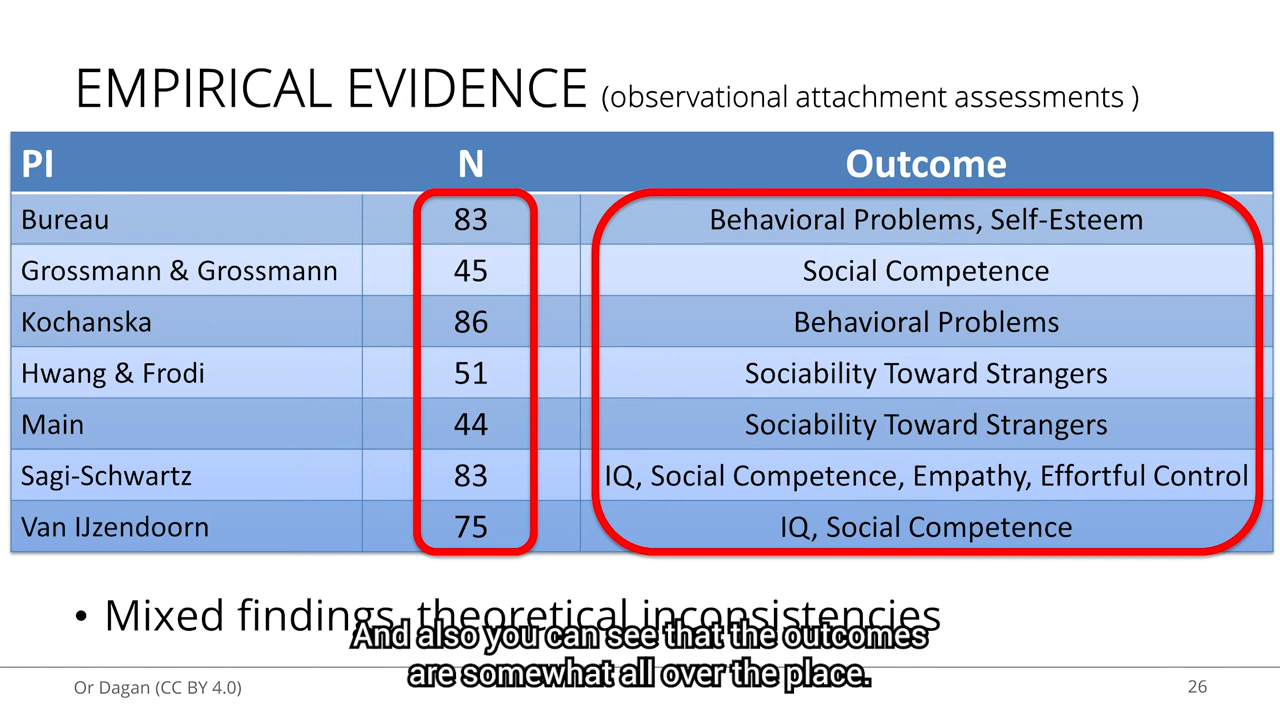 EMPIRICAL EVIDENCE (observational attachment assessments )
PI N Outcome
Bureau 83 Behavioral Problems, Self-Esteem
Grossmann & Grossmann 45 Social Competence
Kochanska 86 Behavioral Problems
Hwang & Frodi 51 Sociability Toward Strangers
Main 44 Sociability Toward Strangers
Sagi-Schwartz 83 IQ, Social Competence, Empathy, Effortful Control
Van IJzendoorn 75 IQ, Social Competence
• Mixed findings, theoretical inconsistencies
And also you can see that the outcomes
are somewhat all over the place.
Or Dagan (CC BY 4.0) 26